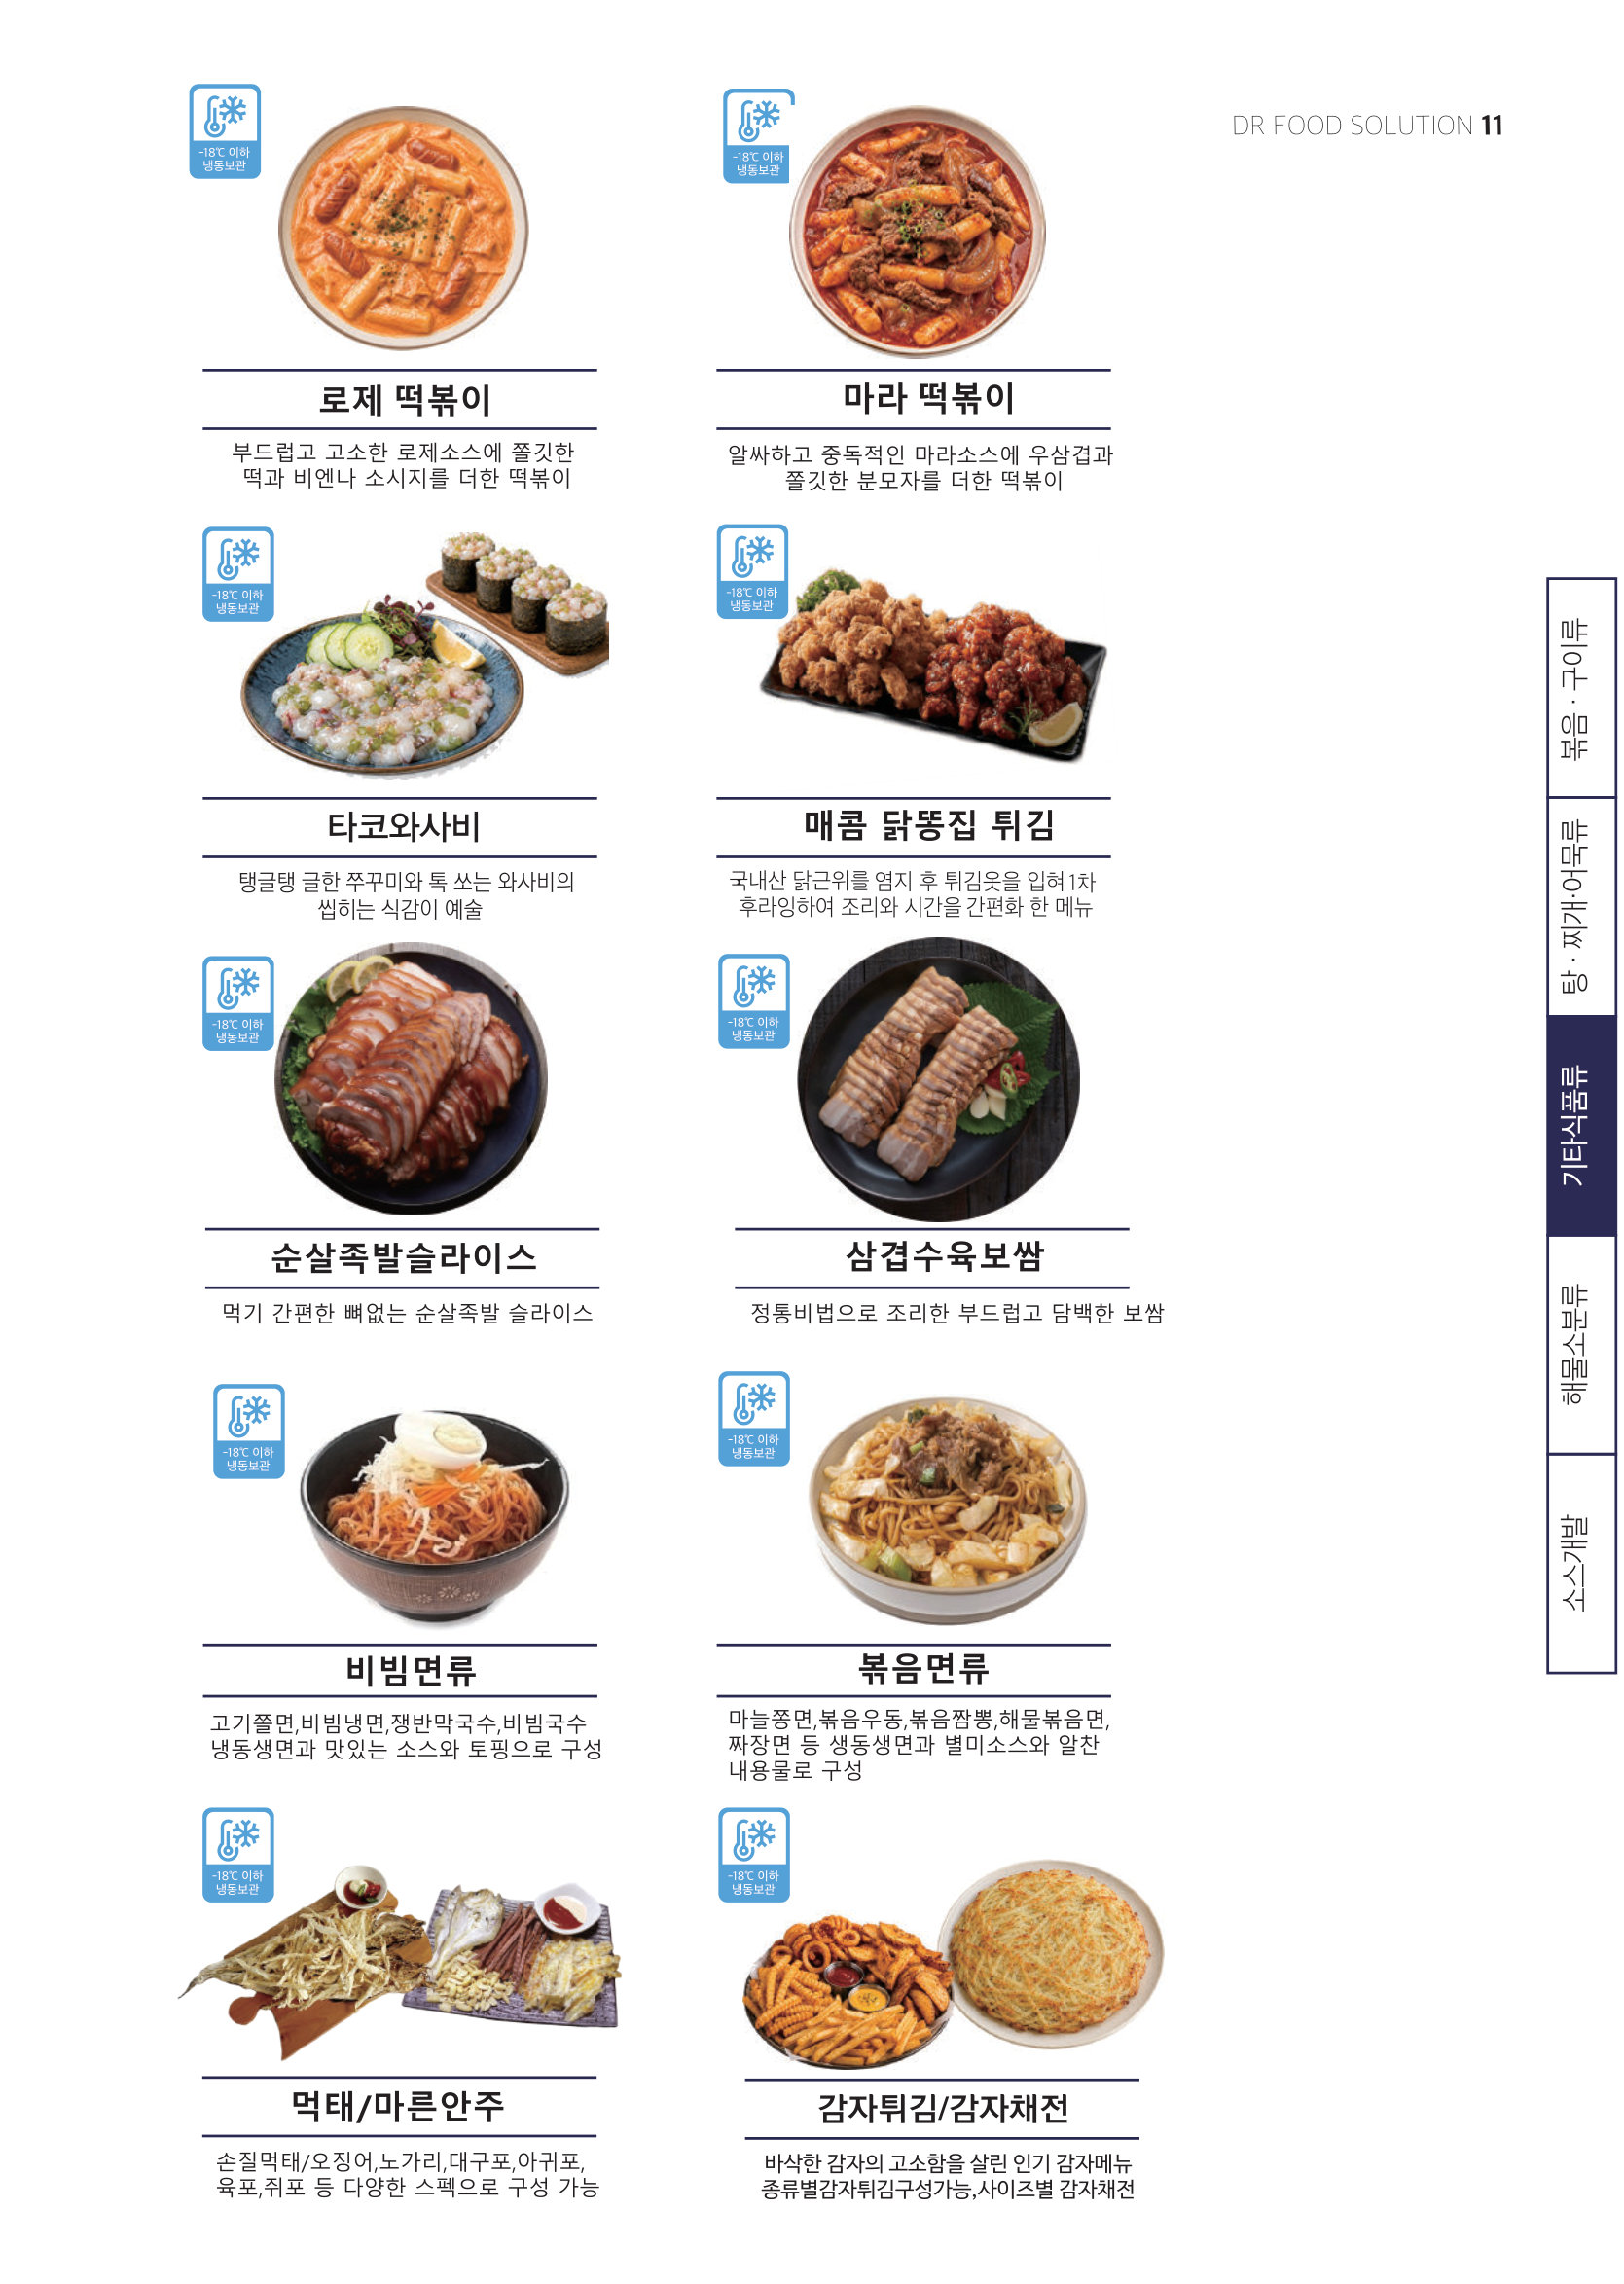 DR FOOD SOLUTION 11
-18℃ 이하
냉동보관
로제 떡볶이
부드럽고 고소한 로제소스에 쫄깃한
떡과 비엔나 소시지를 더한 떡볶이
-18℃ 이하
냉동보관
마라 떡볶이
알싸하고 중독적인 마라소스에 우삼겹과
쫄깃한 분모자를 더한 떡볶이
-18℃ 이하
냉동보관
타코와사비
탱글탱 글한 쭈꾸미와 톡 쏘는 와사비의
씹히는 식감이 예술
-18℃ 이하
냉동보관
매콤 닭똥집 튀김
국내산 닭근위를 염지 후 튀김옷을 입혀 1차
후라잉하여 조리와 시간을 간편화 한 메뉴
-18℃ 이하
냉동보관
순살족발슬라이스
먹기 간편한 뼈없는 순살족발 슬라이스
-18℃ 이하
냉동보관
삼겹수육보쌈
정통비법으로 조리한 부드럽고 담백한 보쌈
-18℃ 이하
냉동보관
비빔면류
고기쫄면,비빔냉면,쟁반막국수,비빔국수
냉동생면과 맛있는 소스와 토핑으로 구성
-18℃ 이하
냉동보관
볶음면류
마늘쫑면,볶음우동,볶음짬뽕,해물볶음면,
짜장면 등 생동생면과 별미소스와 알찬
내용물로 구성
-18℃ 이하
냉동보관
먹태/마른안주
손질먹태/오징어,노가리,대구포,아귀포,
육포,쥐포 등 다양한 스펙으로 구성 가능
-18℃ 이하
냉동보관
감자튀김/감자채전
바삭한 감자의 고소함을 살린 인기 감자메뉴
종류별감자튀김구성가능,사이즈별 감자채전
볶음 · 구이류
탕 · 찌개·어묵류
기타식품류
해물소분류
소스개발